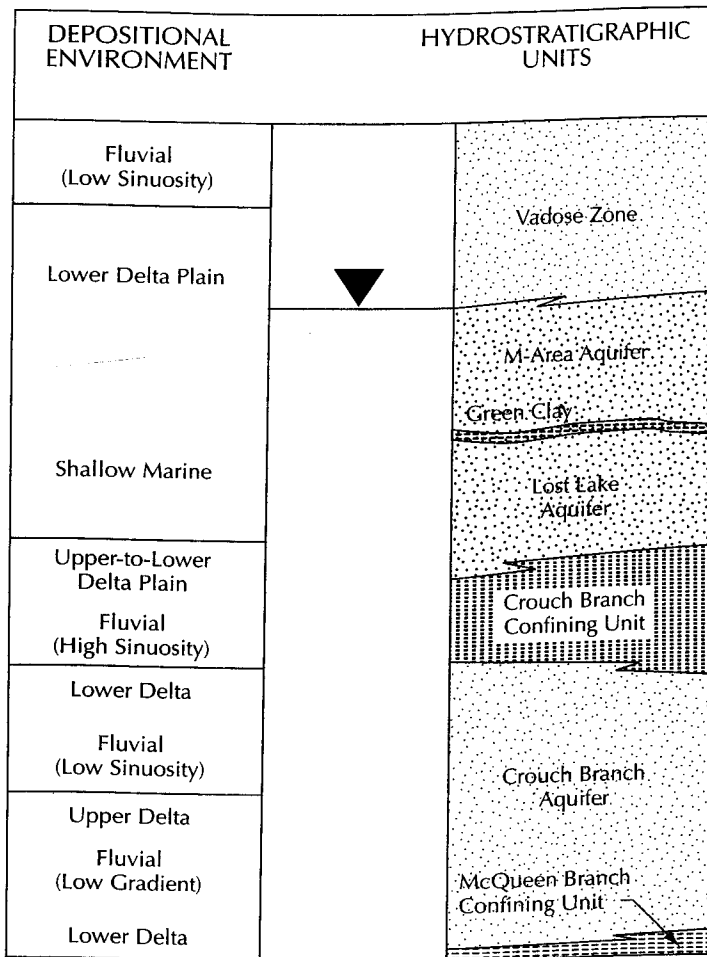 DEPOSITIONAL
ENVIRONMENT
HYDROSTRATIGRAPHIC
UNITS
Fluvial
(Low Sinuosity)
Lower Delta Plain
Shallow Marine
Upper-to-Lower
Delta Plain
Fluvial
(High Sinuosity)
Lower Delta
Fluvial
(Low Sinuosity)
Upper Delta
Fluvial
(Low Gradient)
Lower Delta
Vadose Zone
M-Area Aquifer
Green Clay
Lost Lake
Aquifer
Crouch Branch
Confining Unit
Crouch Branch
Aquifer
McQueen Branch
Confining Unit